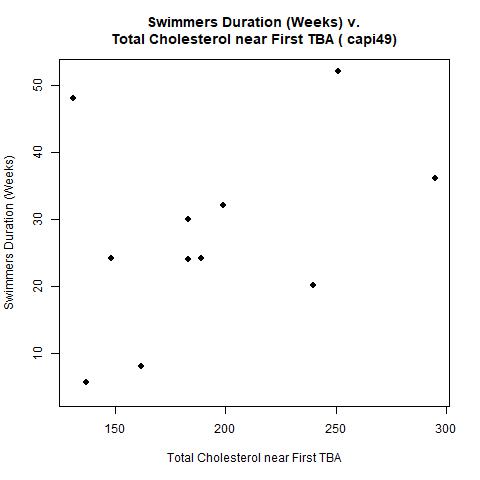 Swimmers Duration (Weeks) v.
Total Cholesterol near First TBA ( capi49)
Swimmers Duration (Weeks)
50
40
30
20
10
150
200
250
300
Total Cholesterol near First TBA